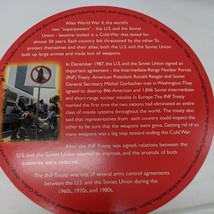 After World War II, the world's
two "superpowers" - the U.S. and the Soviet
Union - became locked in a Cold War that lasted for
almost 50 years. Each country felt threatened by the other. To
protect themselves and their allies, both the U.S. and the Soviet Union
built up large armies and made lots of weapons.
In December 1987, the U.S. and the Soviet Union signed an
important agreement - the Intermediate-Range Nuclear Forces
(INF) Treaty. American President Ronald Reagan and Soviet
General Secretary Mikhail Gorbachev met in Washington. They
agreed to destroy 846 American and 1,846 Soviet intermediate-
and short-range nuclear missiles in Europe. The INF Treaty
marked the first time the two nations had eliminated an entire
class of missile systems throughout the world. The treaty also
said that representatives from each country could inspect the
other to be sure that the weapons were gone. Getting rid of so
many weapons was a big step toward ending the Cold War.
After the INF Treaty was signed, relations between the
U.S. and the Soviet Union seemed to improve, and the arsenals of both
countries were reduced.
The INF Treaty was one of several arms control agreements
between the U.S. and the Soviet Union during the
1960s, 1970s, and 1980s.